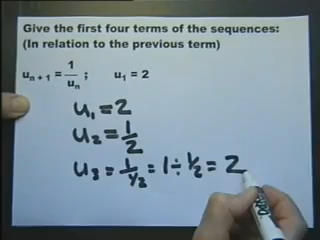 Give the first four terms of the sequences:
(In relation to the previous term)
uₙ₊₁ = 1/uₙ ; u₁ = 2
u₁ = 2
u₂ = 1/2
u₃ = 1/½ = 1 ÷ ½ = 2